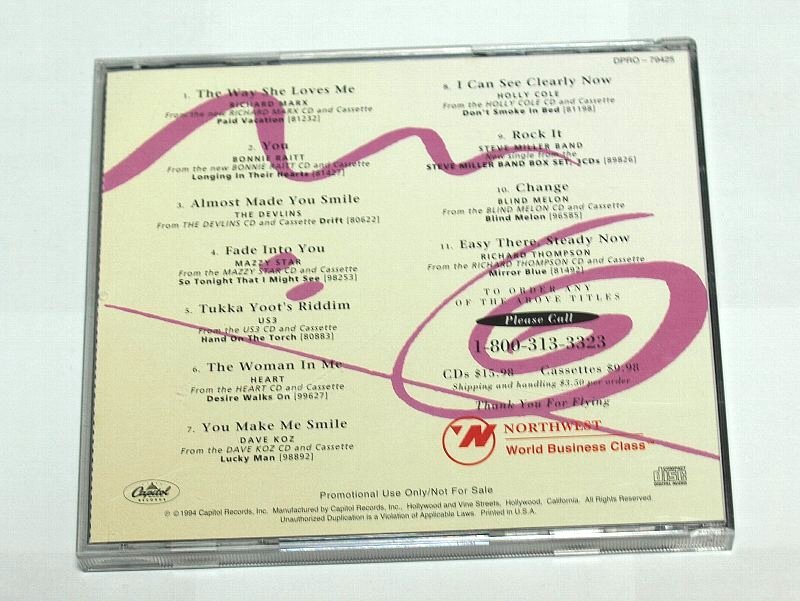 DPRO - 79425
1. The Way She Loves Me
RICHARD MARX
From the new RICHARD MARX CD and Cassette
Paid Vacation [81232]
2. You
BONNIE RAITT
From the new BONNIE RAITT CD and Cassette
Longing In Their Hearts [81427]
3. Almost Made You Smile
THE DEVLINS
From THE DEVLINS CD and Cassette Drift [80622]
4. Fade Into You
MAZZY STAR
From the MAZZY STAR CD and Cassette
So Tonight That I Might See [98253]
5. Tukka Yoot's Riddim
US3
From the US3 CD and Cassette
Hand On The Torch [80883]
6. The Woman In Me
HEART
From the HEART CD and Cassette
Desire Walks On [99627]
7. You Make Me Smile
DAVE KOZ
From the DAVE KOZ CD and Cassette
Lucky Man [98892]
8. I Can See Clearly Now
HOLLY COLE
From the HOLLY COLE CD and Cassette
Don't Smoke In Bed [81198]
9. Rock It
STEVE MILLER BAND
New single from the
STEVE MILLER BAND BOX SET, 3CDs [89826]
10. Change
BLIND MELON
From the BLIND MELON CD and Cassette
Blind Melon [96585]
11. Easy There, Steady Now
RICHARD THOMPSON
From the RICHARD THOMPSON CD and Cassette
Mirror Blue [81492]
TO ORDER ANY
OF THE ABOVE TITLES
Please Call
1-800-313-3323
CDs $15.98 Cassettes $9.98
Shipping and handling $3.50 per order
Thank You For Flying
NORTHWEST
World Business Class™
Capitol
RECORDS
COMPACT
disc
DIGITAL AUDIO
Promotional Use Only/Not For Sale
℗ © 1994 Capitol Records, Inc. Manufactured by Capitol Records, Inc., Hollywood and Vine Streets, Hollywood, California. All Rights Reserved.
Unauthorized Duplication is a Violation of Applicable Laws. Printed in U.S.A.